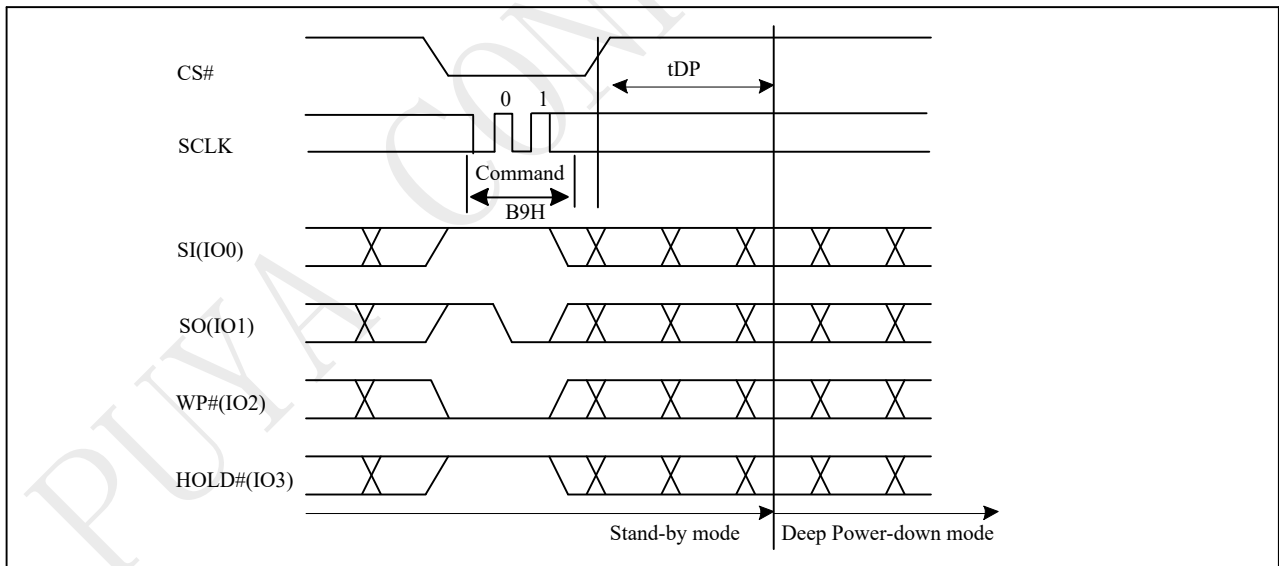 CS#
tDP
0 1
SCLK
Command
B9H
SI(IO0)
SO(IO1)
WP#(IO2)
HOLD#(IO3)
Stand-by mode Deep Power-down mode
PUYA